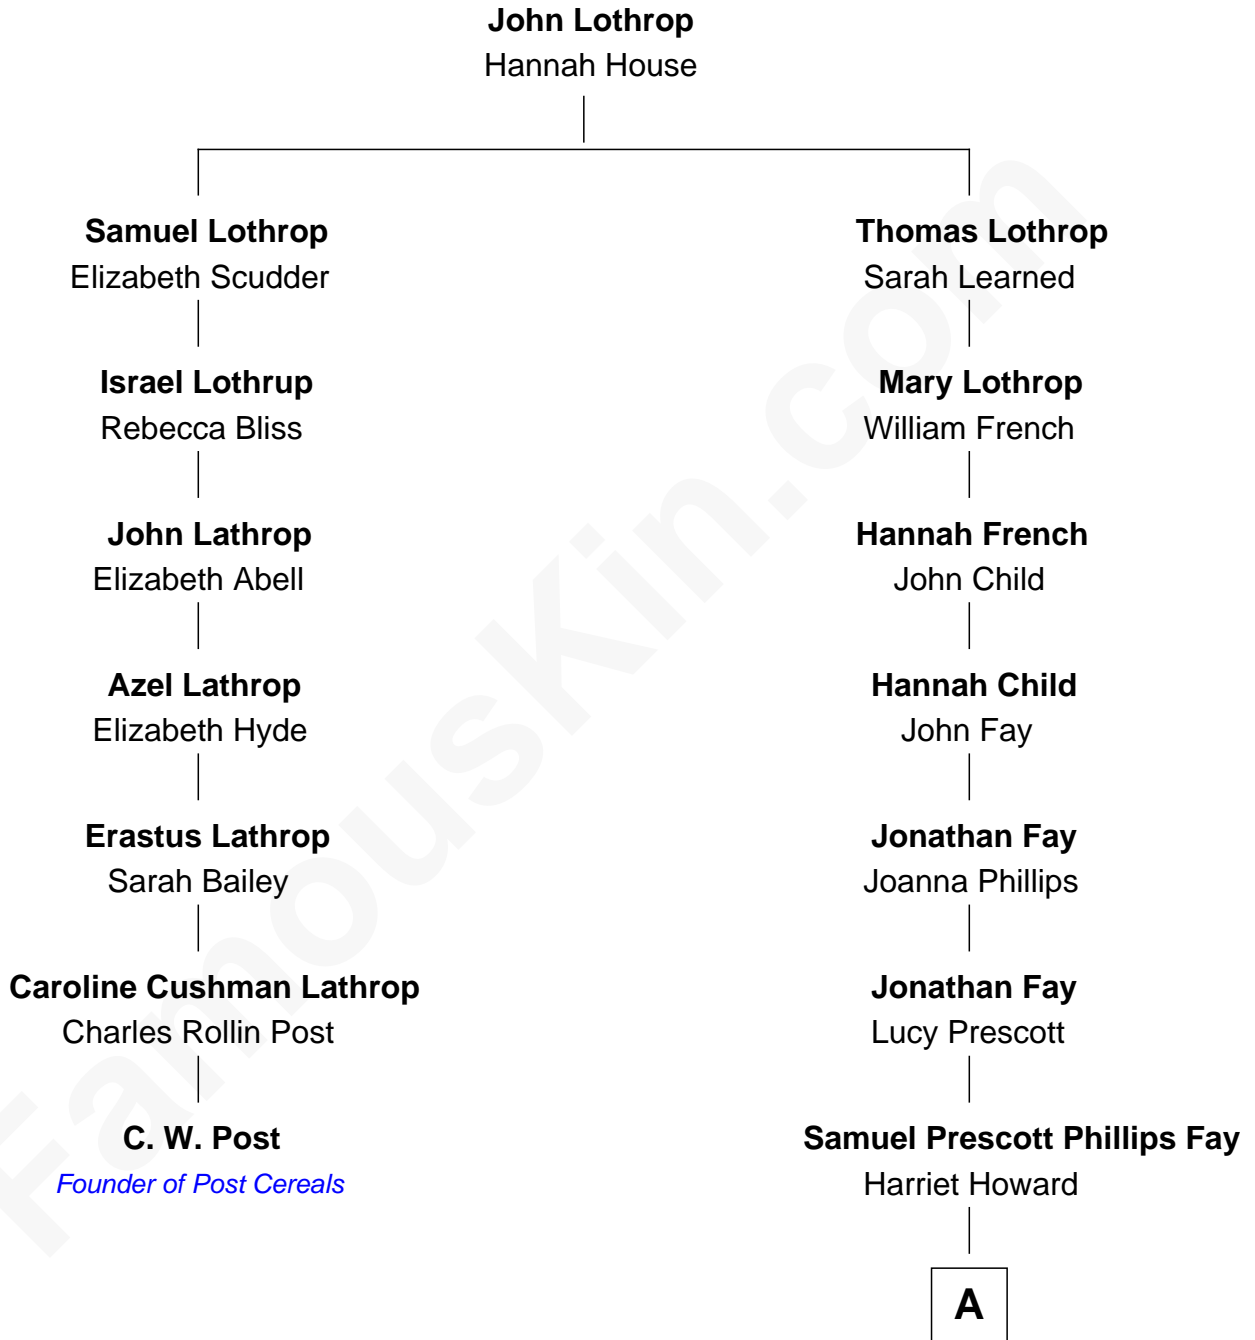 John Lothrop
Hannah House
Samuel Lothrop
Elizabeth Scudder
Thomas Lothrop
Sarah Learned
Israel Lothrup
Rebecca Bliss
Mary Lothrop
William French
John Lathrop
Elizabeth Abell
Hannah French
John Child
Azel Lathrop
Elizabeth Hyde
Hannah Child
John Fay
Erastus Lathrop
Sarah Bailey
Jonathan Fay
Joanna Phillips
Caroline Cushman Lathrop
Charles Rollin Post
Jonathan Fay
Lucy Prescott
C. W. Post
Founder of Post Cereals
Samuel Prescott Phillips Fay
Harriet Howard
A
FamousKin.com